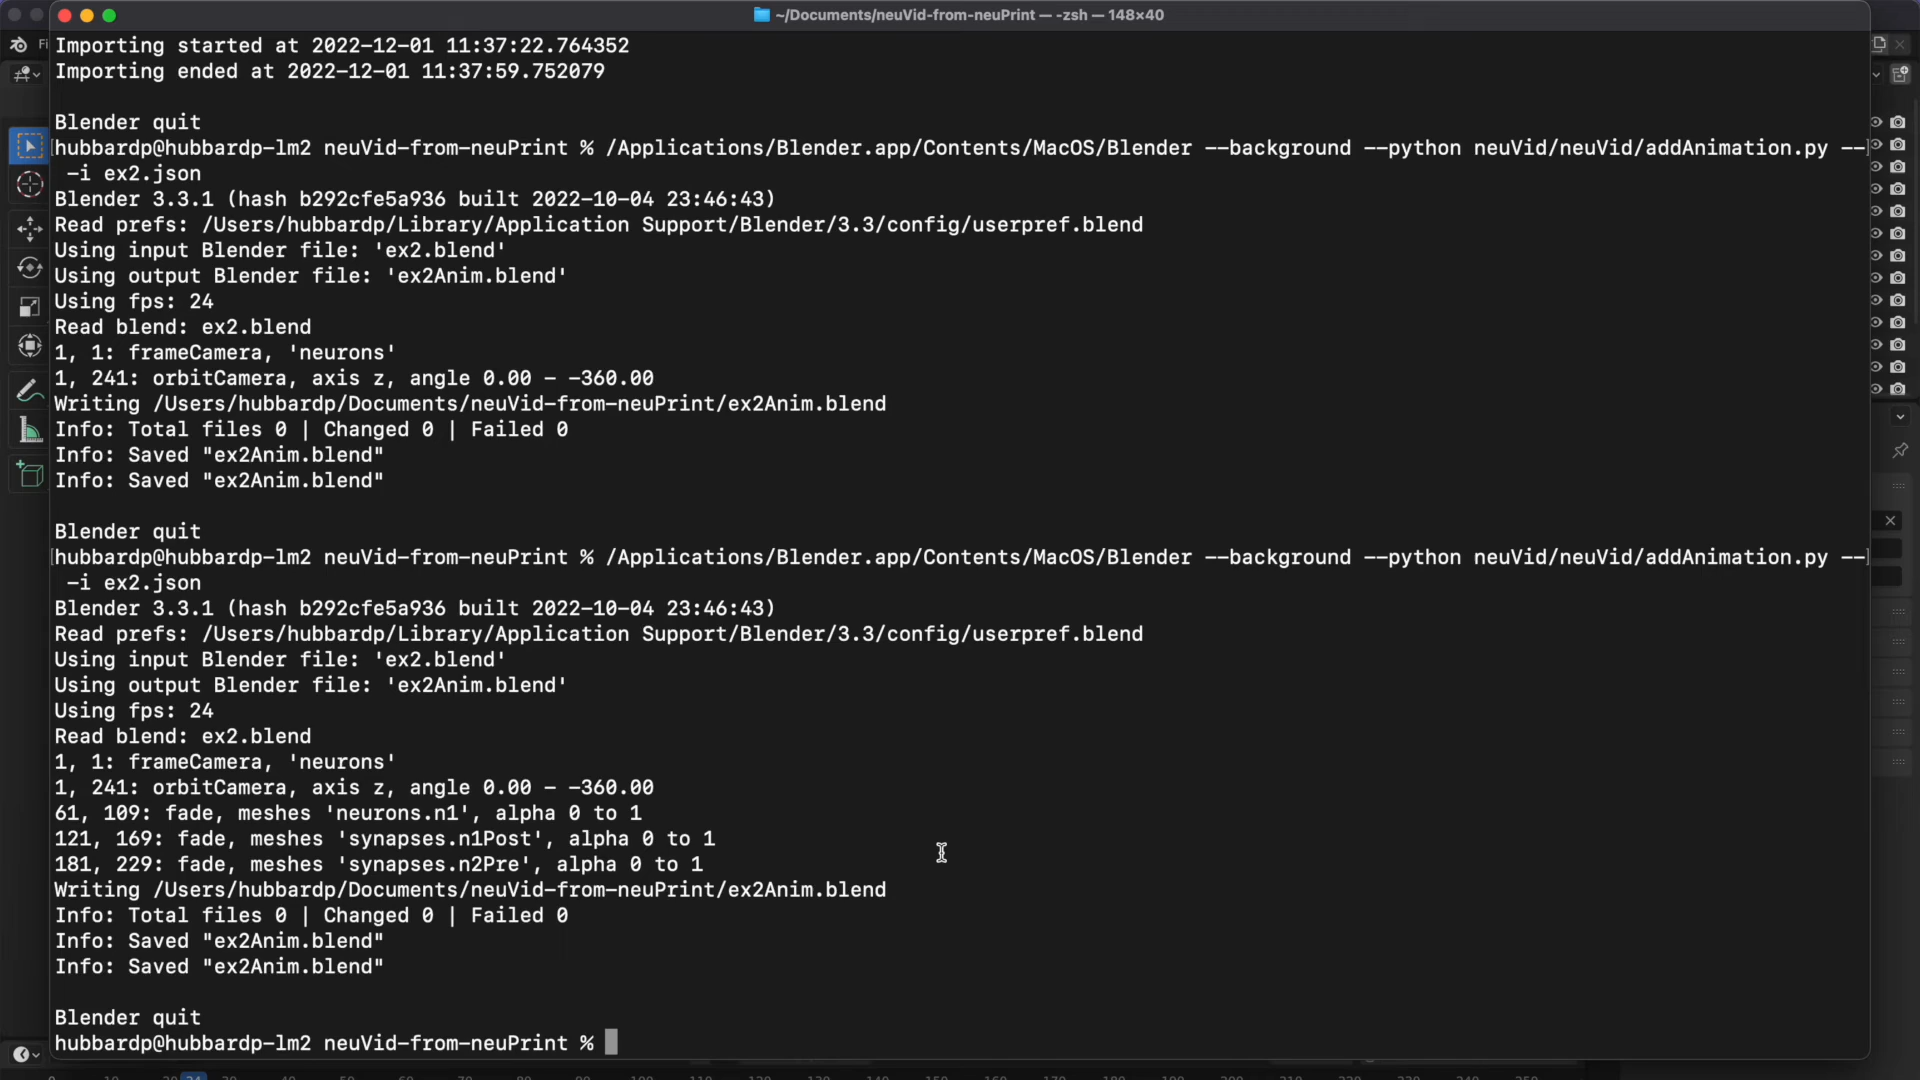 ~/Documents/neuVid-from-neuPrint — -zsh — 148×40
Importing started at 2022-12-01 11:37:22.764352
Importing ended at 2022-12-01 11:37:59.752079
Blender quit
hubbardp@hubbardp-lm2 neuVid-from-neuPrint % /Applications/Blender.app/Contents/MacOS/Blender --background --python neuVid/neuVid/addAnimation.py --
-i ex2.json
Blender 3.3.1 (hash b292cfe5a936 built 2022-10-04 23:46:43)
Read prefs: /Users/hubbardp/Library/Application Support/Blender/3.3/config/userpref.blend
Using input Blender file: 'ex2.blend'
Using output Blender file: 'ex2Anim.blend'
Using fps: 24
Read blend: ex2.blend
1, 1: frameCamera, 'neurons'
1, 241: orbitCamera, axis z, angle 0.00 - -360.00
Writing /Users/hubbardp/Documents/neuVid-from-neuPrint/ex2Anim.blend
Info: Total files 0 | Changed 0 | Failed 0
Info: Saved "ex2Anim.blend"
Info: Saved "ex2Anim.blend"
Blender quit
hubbardp@hubbardp-lm2 neuVid-from-neuPrint % /Applications/Blender.app/Contents/MacOS/Blender --background --python neuVid/neuVid/addAnimation.py --
-i ex2.json
Blender 3.3.1 (hash b292cfe5a936 built 2022-10-04 23:46:43)
Read prefs: /Users/hubbardp/Library/Application Support/Blender/3.3/config/userpref.blend
Using input Blender file: 'ex2.blend'
Using output Blender file: 'ex2Anim.blend'
Using fps: 24
Read blend: ex2.blend
1, 1: frameCamera, 'neurons'
1, 241: orbitCamera, axis z, angle 0.00 - -360.00
61, 109: fade, meshes 'neurons.n1', alpha 0 to 1
121, 169: fade, meshes 'synapses.n1Post', alpha 0 to 1
181, 229: fade, meshes 'synapses.n2Pre', alpha 0 to 1
Writing /Users/hubbardp/Documents/neuVid-from-neuPrint/ex2Anim.blend
Info: Total files 0 | Changed 0 | Failed 0
Info: Saved "ex2Anim.blend"
Info: Saved "ex2Anim.blend"
Blender quit
hubbardp@hubbardp-lm2 neuVid-from-neuPrint %